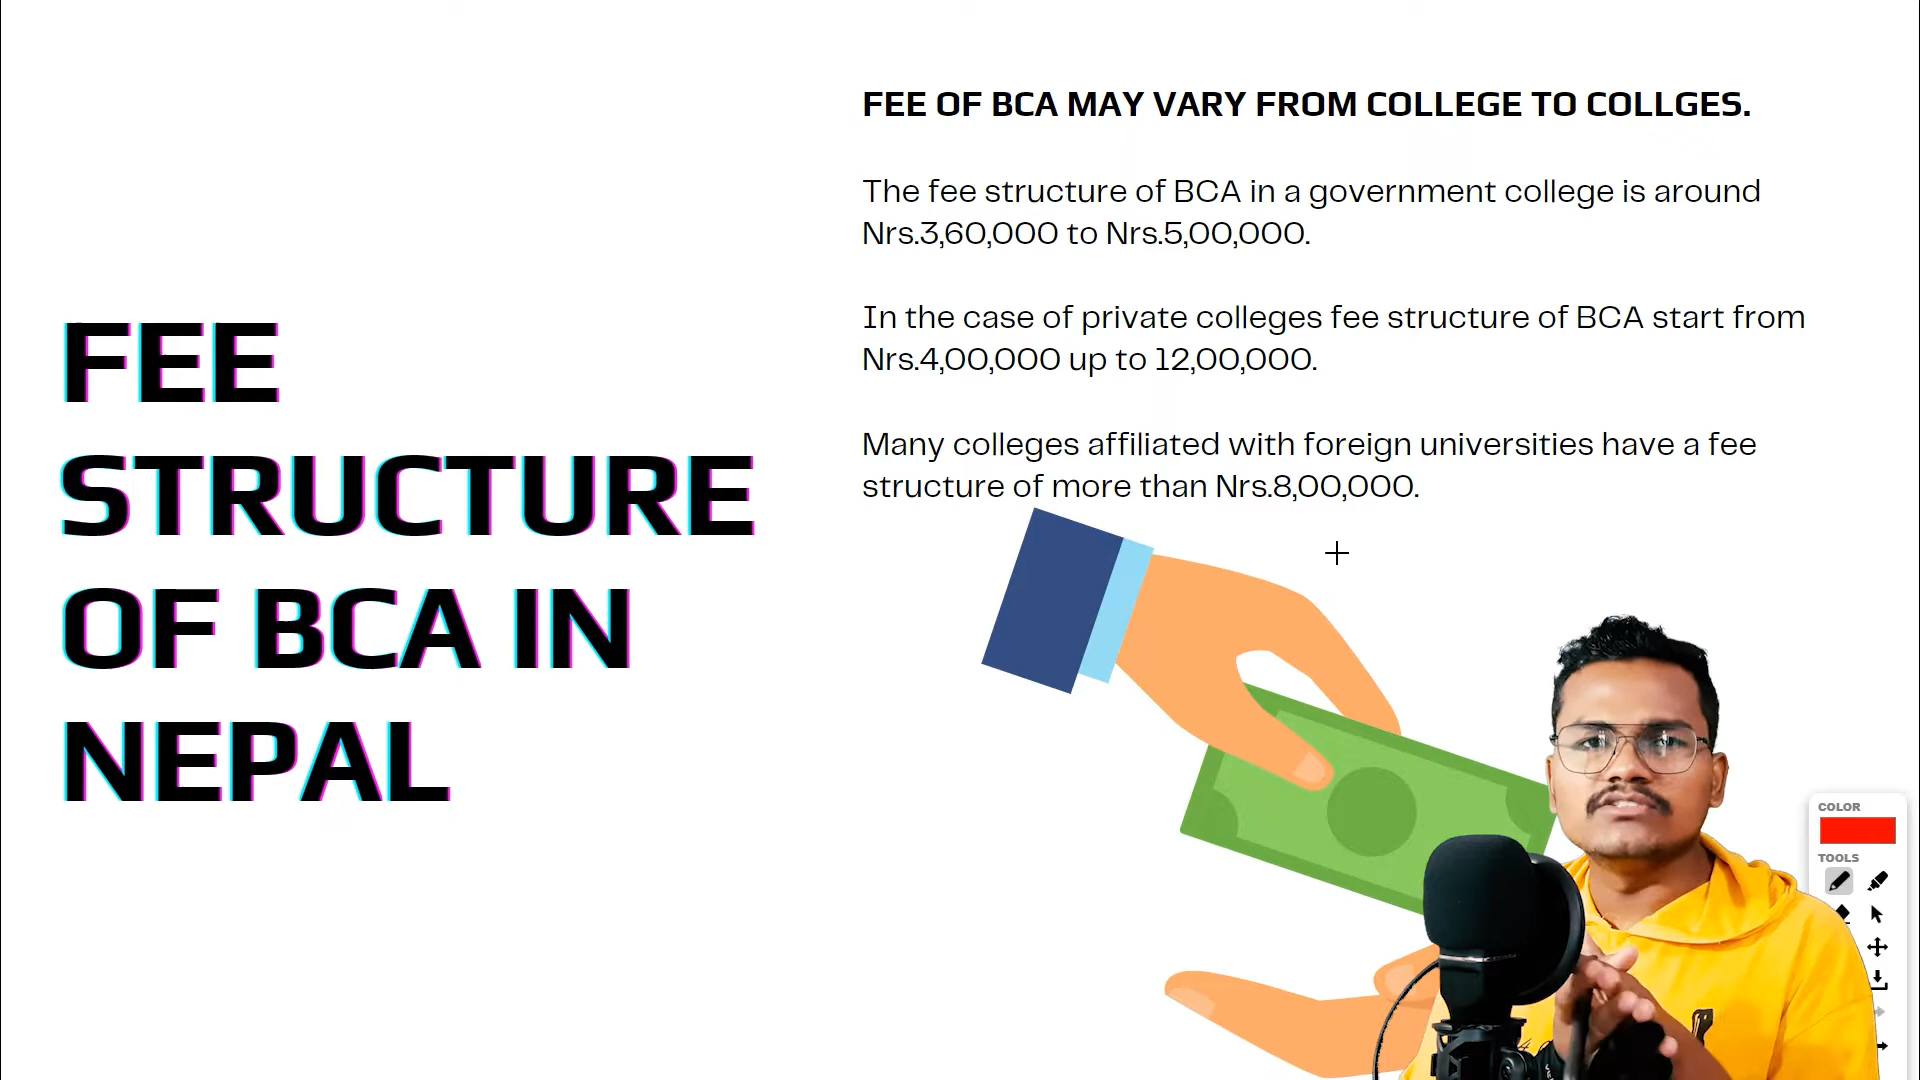 FEE
STRUCTURE
OF BCA IN
NEPAL
FEE OF BCA MAY VARY FROM COLLEGE TO COLLGES.
The fee structure of BCA in a government college is around
Nrs.3,60,000 to Nrs.5,00,000.
In the case of private colleges fee structure of BCA start from
Nrs.4,00,000 up to 12,00,000.
Many colleges affiliated with foreign universities have a fee
structure of more than Nrs.8,00,000.
COLOR
TOOLS